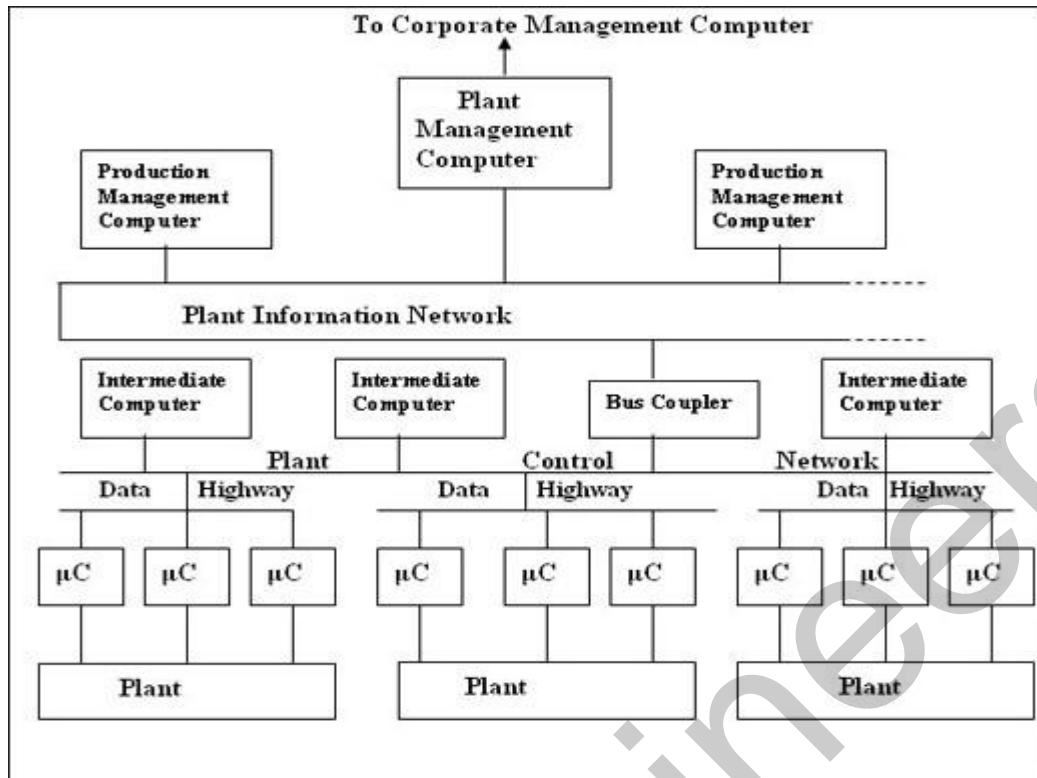 To Corporate Management Computer
Plant
Management
Computer
Production
Management
Computer
Production
Management
Computer
Plant Information Network
Intermediate
Computer
Intermediate
Computer
Bus Coupler
Intermediate
Computer
Plant Control Network
Data Highway
Data Highway
Data Highway
μC μC μC μC μC μC μC μC μC
Plant Plant Plant